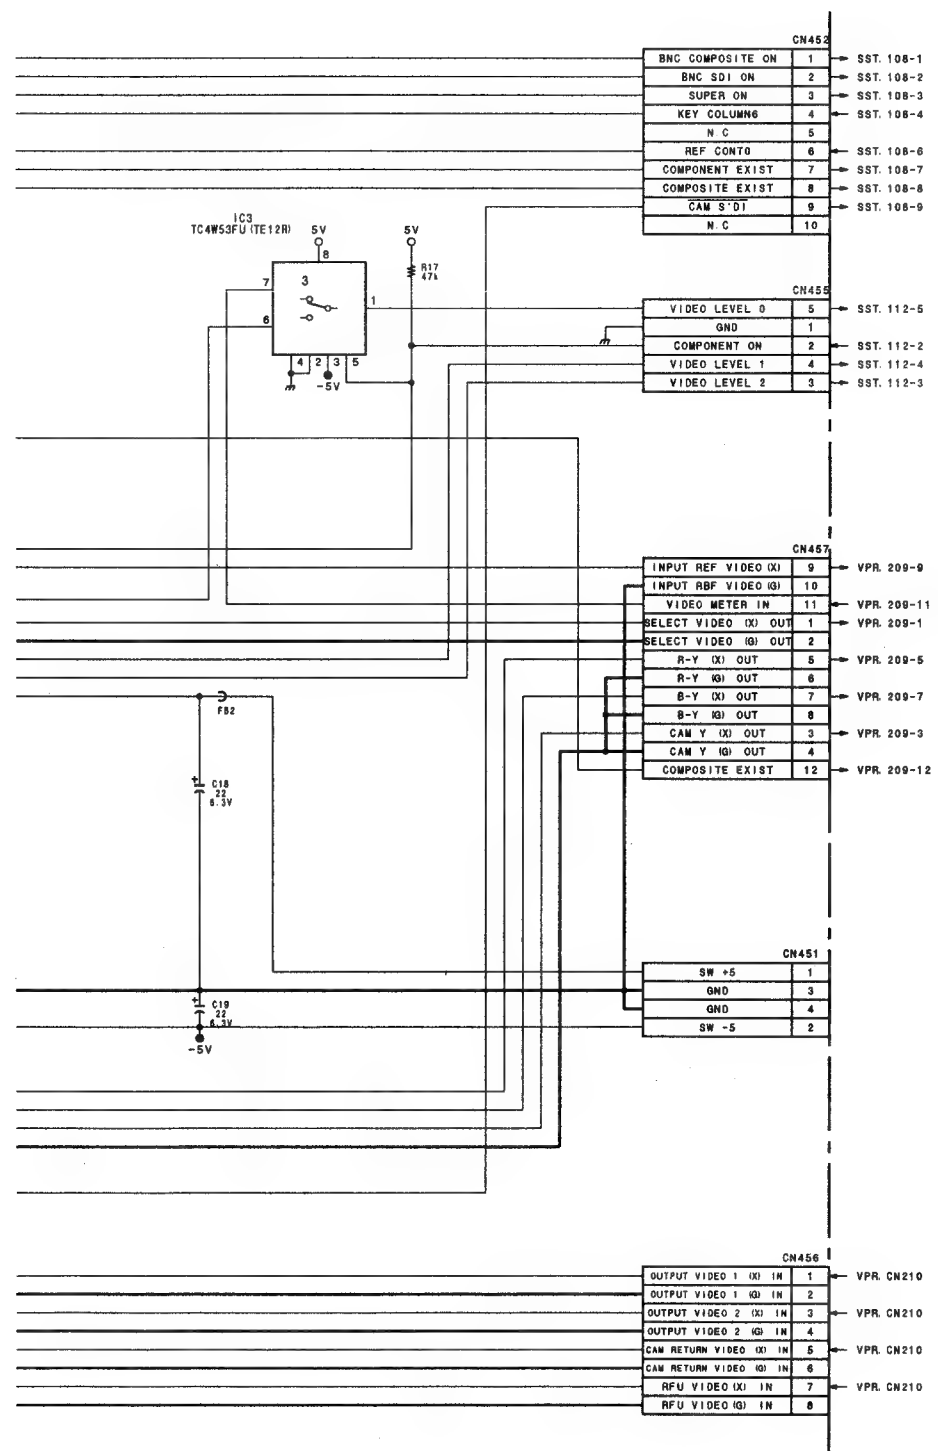 CN452
BNC COMPOSITE ON 1 SST. 108-1
BNC SDI ON 2 SST. 108-2
SUPER ON 3 SST. 108-3
KEY COLUMN6 4 SST. 108-4
N.C 5
REF CONT0 6 SST. 108-6
COMPONENT EXIST 7 SST. 108-7
COMPOSITE EXIST 8 SST. 108-8
CAM S'DI 9 SST. 108-9
N.C 10
IC3
TC4W53FU (TE12R) 5V 5V
8
7 3 R17
47k
1
6
4 2 3 5
-5V
CN455
VIDEO LEVEL 0 5 SST. 112-5
GND 1
COMPONENT ON 2 SST. 112-2
VIDEO LEVEL 1 4 SST. 112-4
VIDEO LEVEL 2 3 SST. 112-3
CN457
INPUT REF VIDEO (X) 9 VPR. 209-9
INPUT RBF VIDEO (G) 10
VIDEO METER IN 11 VPR. 209-11
SELECT VIDEO (X) OUT 1 VPR. 209-1
SELECT VIDEO (G) OUT 2
R-Y (X) OUT 5 VPR. 209-5
R-Y (G) OUT 6
B-Y (X) OUT 7 VPR. 209-7
B-Y (G) OUT 8
CAM Y (X) OUT 3 VPR. 209-3
CAM Y (G) OUT 4
COMPOSITE EXIST 12 VPR. 209-12
FB2
C18
22
6.3V
CN451
SW +5 1
GND 3
GND 4
SW -5 2
C19
22
6.3V
-5V
CN456
OUTPUT VIDEO 1 (X) IN 1 VPR. CN210
OUTPUT VIDEO 1 (G) IN 2
OUTPUT VIDEO 2 (X) IN 3 VPR. CN210
OUTPUT VIDEO 2 (G) IN 4
CAM RETURN VIDEO (X) IN 5 VPR. CN210
CAM RETURN VIDEO (G) IN 6
RFU VIDEO (X) IN 7 VPR. CN210
RFU VIDEO (G) IN 8